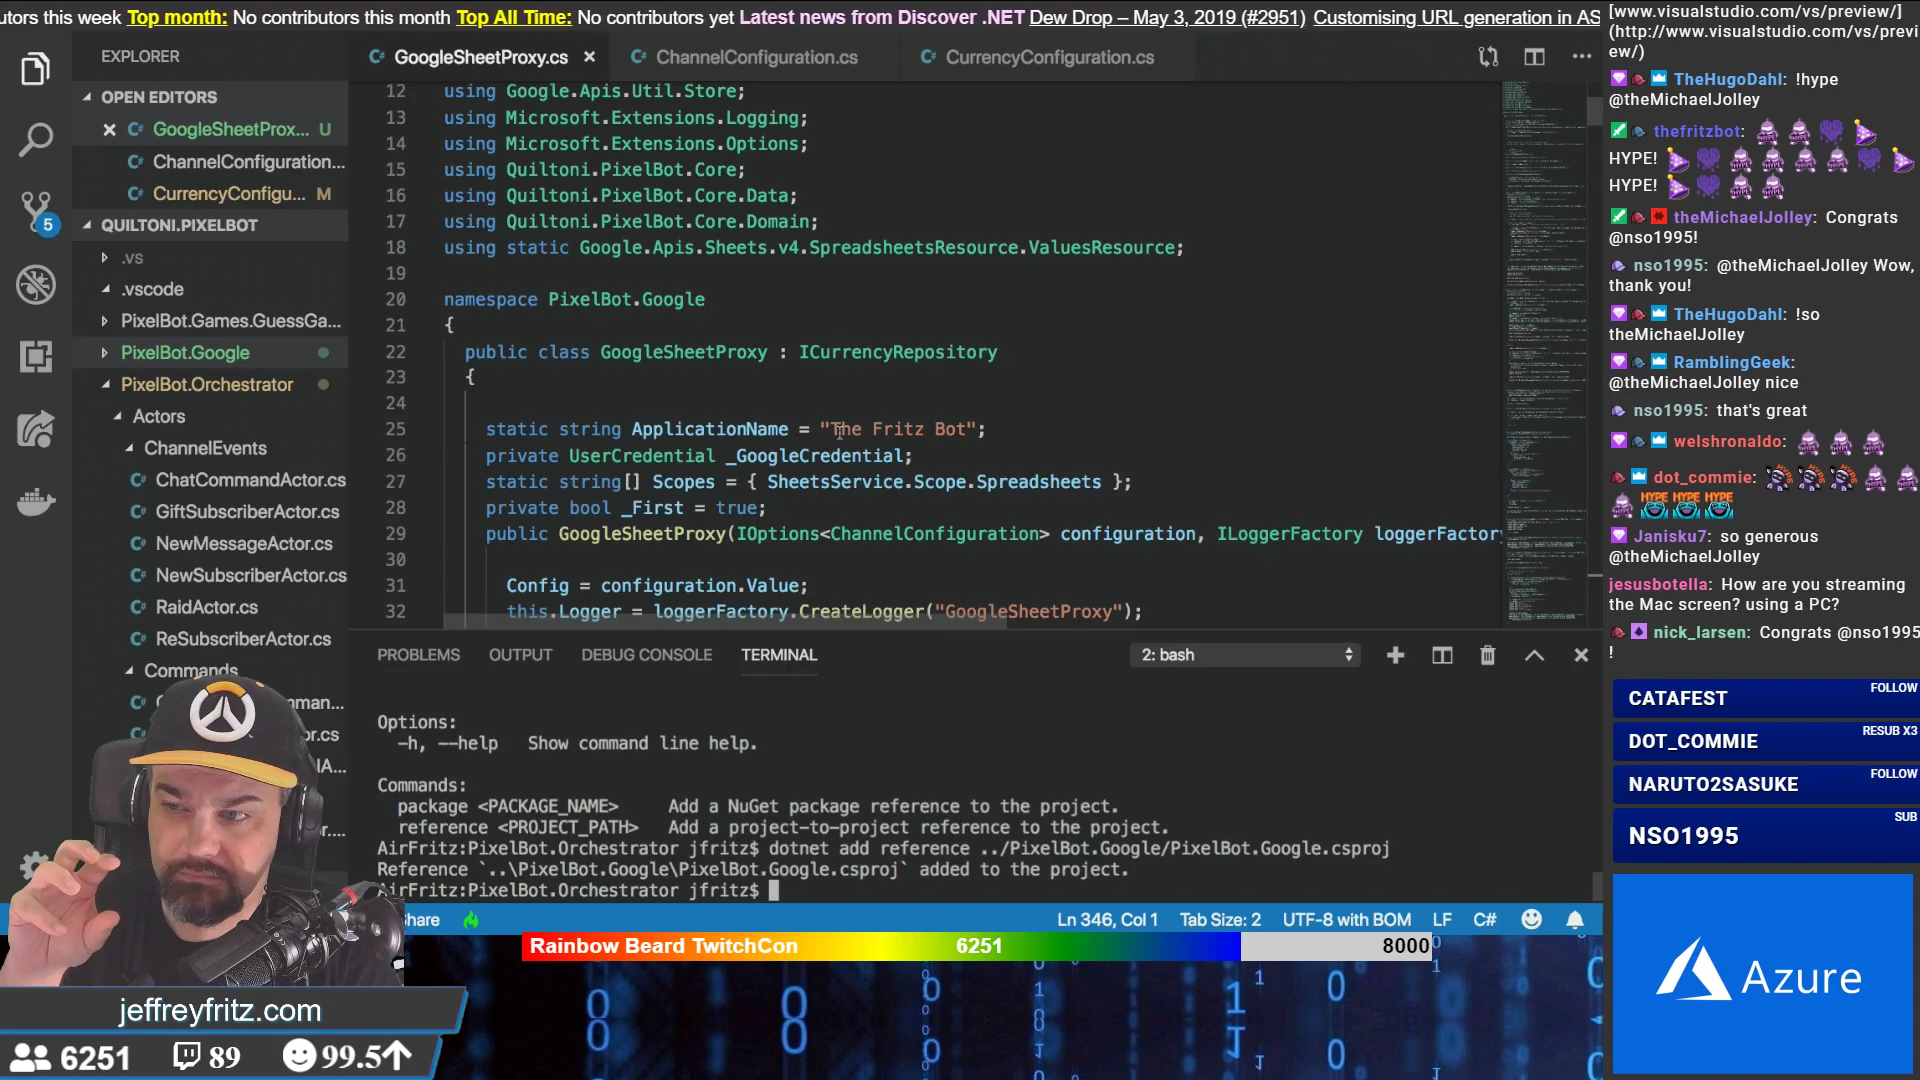 utors this week Top month: No contributors this month Top All Time: No contributors yet Latest news from Discover .NET Dew Drop – May 3, 2019 (#2951) Customising URL generation in AS
EXPLORER
OPEN EDITORS
GoogleSheetProx... U
ChannelConfiguration...
CurrencyConfigu... M
QUILTONI.PIXELBOT
.vs
.vscode
PixelBot.Games.GuessGa...
PixelBot.Google
PixelBot.Orchestrator
Actors
ChannelEvents
ChatCommandActor.cs
GiftSubscriberActor.cs
NewMessageActor.cs
NewSubscriberActor.cs
RaidActor.cs
ReSubscriberActor.cs
Commands
5
GoogleSheetProxy.cs
ChannelConfiguration.cs
CurrencyConfiguration.cs
12 using Google.Apis.Util.Store;
13 using Microsoft.Extensions.Logging;
14 using Microsoft.Extensions.Options;
15 using Quiltoni.PixelBot.Core;
16 using Quiltoni.PixelBot.Core.Data;
17 using Quiltoni.PixelBot.Core.Domain;
18 using static Google.Apis.Sheets.v4.SpreadsheetsResource.ValuesResource;
19
20 namespace PixelBot.Google
21 {
22 public class GoogleSheetProxy : ICurrencyRepository
23 {
24
25 static string ApplicationName = "The Fritz Bot";
26 private UserCredential _GoogleCredential;
27 static string[] Scopes = { SheetsService.Scope.Spreadsheets };
28 private bool _First = true;
29 public GoogleSheetProxy(IOptions<ChannelConfiguration> configuration, ILoggerFactory loggerFactory
30
31 Config = configuration.Value;
32 this.Logger = loggerFactory.CreateLogger("GoogleSheetProxy");
PROBLEMS OUTPUT DEBUG CONSOLE TERMINAL 2: bash
Options:
-h, --help Show command line help.
Commands:
package <PACKAGE_NAME> Add a NuGet package reference to the project.
reference <PROJECT_PATH> Add a project-to-project reference to the project.
AirFritz:PixelBot.Orchestrator jfritz$ dotnet add reference ../PixelBot.Google/PixelBot.Google.csproj
Reference `..\PixelBot.Google\PixelBot.Google.csproj` added to the project.
AirFritz:PixelBot.Orchestrator jfritz$
hare Ln 346, Col 1 Tab Size: 2 UTF-8 with BOM LF C#
Rainbow Beard TwitchCon 6251 8000
jeffreyfritz.com
6251 89 99.5
[www.visualstudio.com/vs/preview/]
(http://www.visualstudio.com/vs/previ
ew/)
TheHugoDahl: !hype
@theMichaelJolley
thefritzbot:
HYPE!
HYPE!
theMichaelJolley: Congrats
@nso1995!
nso1995: @theMichaelJolley Wow,
thank you!
TheHugoDahl: !so
theMichaelJolley
RamblingGeek:
@theMichaelJolley nice
nso1995: that's great
welshronaldo:
dot_commie:
HYPE HYPE HYPE
Janisku7: so generous
@theMichaelJolley
jesusbotella: How are you streaming
the Mac screen? using a PC?
nick_larsen: Congrats @nso1995
!
CATAFEST FOLLOW
DOT_COMMIE RESUB X3
NARUTO2SASUKE FOLLOW
NSO1995 SUB
Azure